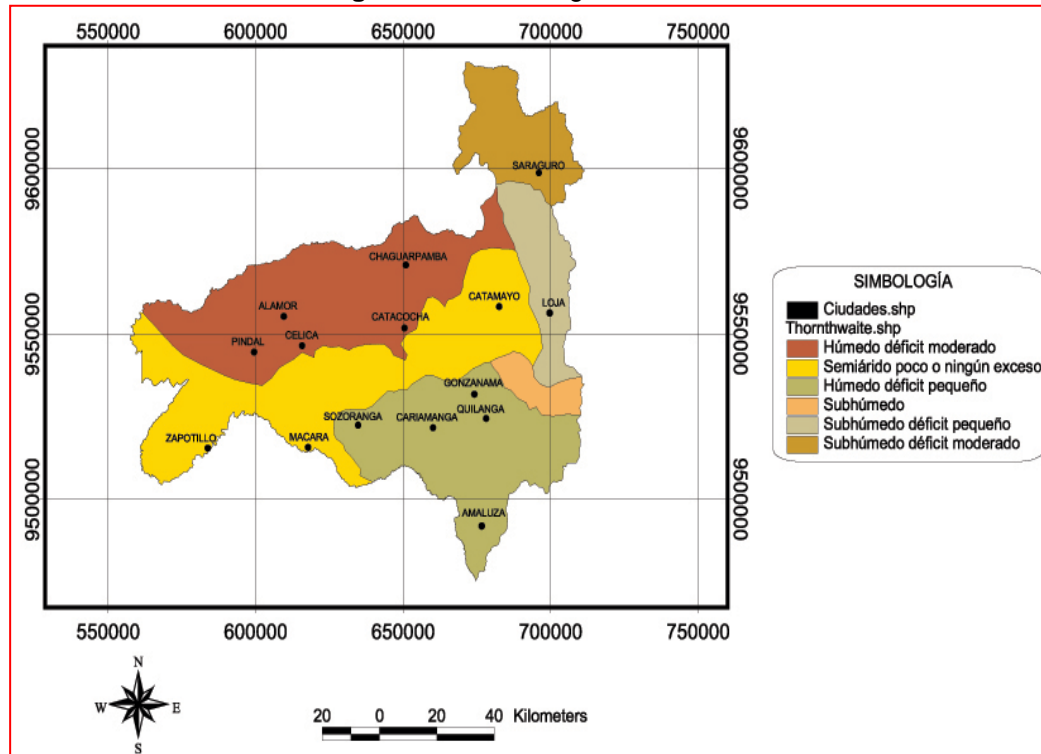 550000 600000 650000 700000 750000
SARAGURO
9600000 9600000
CHAGUARPAMBA
CATAMAYO
ALAMOR
LOJA
CATACOCHA
CELICA
PINDAL
9550000 9550000
GONZANAMA
QUILANGA
SOZORANGA
CARIAMANGA
ZAPOTILLO
MACARA
9500000 9500000
AMALUZA
550000 600000 650000 700000 750000
SIMBOLOGÍA
Ciudades.shp
Thornthwaite.shp
Húmedo déficit moderado
Semiárido poco o ningún exceso
Húmedo déficit pequeño
Subhúmedo
Subhúmedo déficit pequeño
Subhúmedo déficit moderado
N
W E
S
20 0 20 40 Kilometers